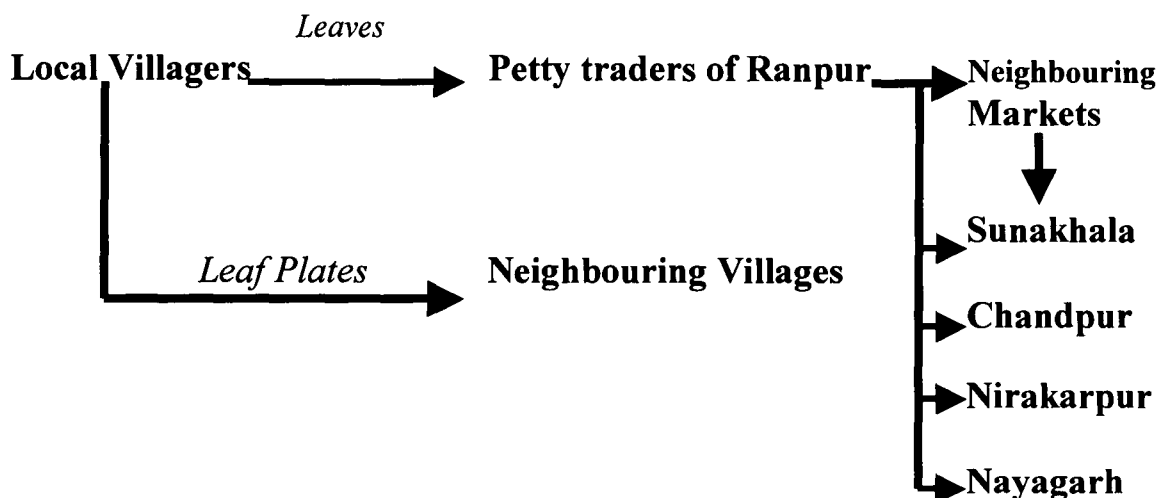 Leaves
Local Villagers
Petty traders of Ranpur
Neighbouring
Markets
Sunakhala
Leaf Plates
Neighbouring Villages
Chandpur
Nirakarpur
Nayagarh